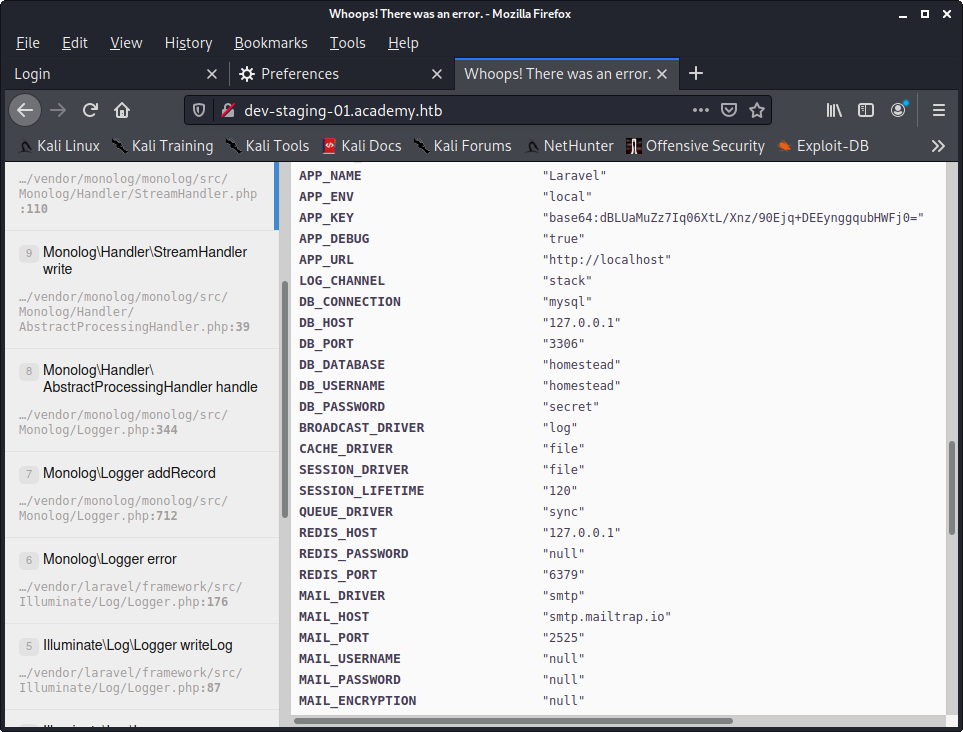 Whoops! There was an error. - Mozilla Firefox
File Edit View History Bookmarks Tools Help
Login
Preferences
Whoops! There was an error.
dev-staging-01.academy.htb
Kali Linux Kali Training Kali Tools Kali Docs Kali Forums NetHunter Offensive Security Exploit-DB
…/vendor/monolog/monolog/src/
Monolog/Handler/StreamHandler.php
:110
9 Monolog\Handler\StreamHandler
write
…/vendor/monolog/monolog/src/
Monolog/Handler/
AbstractProcessingHandler.php:39
8 Monolog\Handler\
AbstractProcessingHandler handle
…/vendor/monolog/monolog/src/
Monolog/Logger.php:344
7 Monolog\Logger addRecord
…/vendor/monolog/monolog/src/
Monolog/Logger.php:712
6 Monolog\Logger error
…/vendor/laravel/framework/src/
Illuminate/Log/Logger.php:176
5 Illuminate\Log\Logger writeLog
…/vendor/laravel/framework/src/
Illuminate/Log/Logger.php:87
APP_NAME "Laravel"
APP_ENV "local"
APP_KEY "base64:dBLUaMuZz7Iq06XtL/Xnz/90Ejq+DEEynggqubHWFj0="
APP_DEBUG "true"
APP_URL "http://localhost"
LOG_CHANNEL "stack"
DB_CONNECTION "mysql"
DB_HOST "127.0.0.1"
DB_PORT "3306"
DB_DATABASE "homestead"
DB_USERNAME "homestead"
DB_PASSWORD "secret"
BROADCAST_DRIVER "log"
CACHE_DRIVER "file"
SESSION_DRIVER "file"
SESSION_LIFETIME "120"
QUEUE_DRIVER "sync"
REDIS_HOST "127.0.0.1"
REDIS_PASSWORD "null"
REDIS_PORT "6379"
MAIL_DRIVER "smtp"
MAIL_HOST "smtp.mailtrap.io"
MAIL_PORT "2525"
MAIL_USERNAME "null"
MAIL_PASSWORD "null"
MAIL_ENCRYPTION "null"